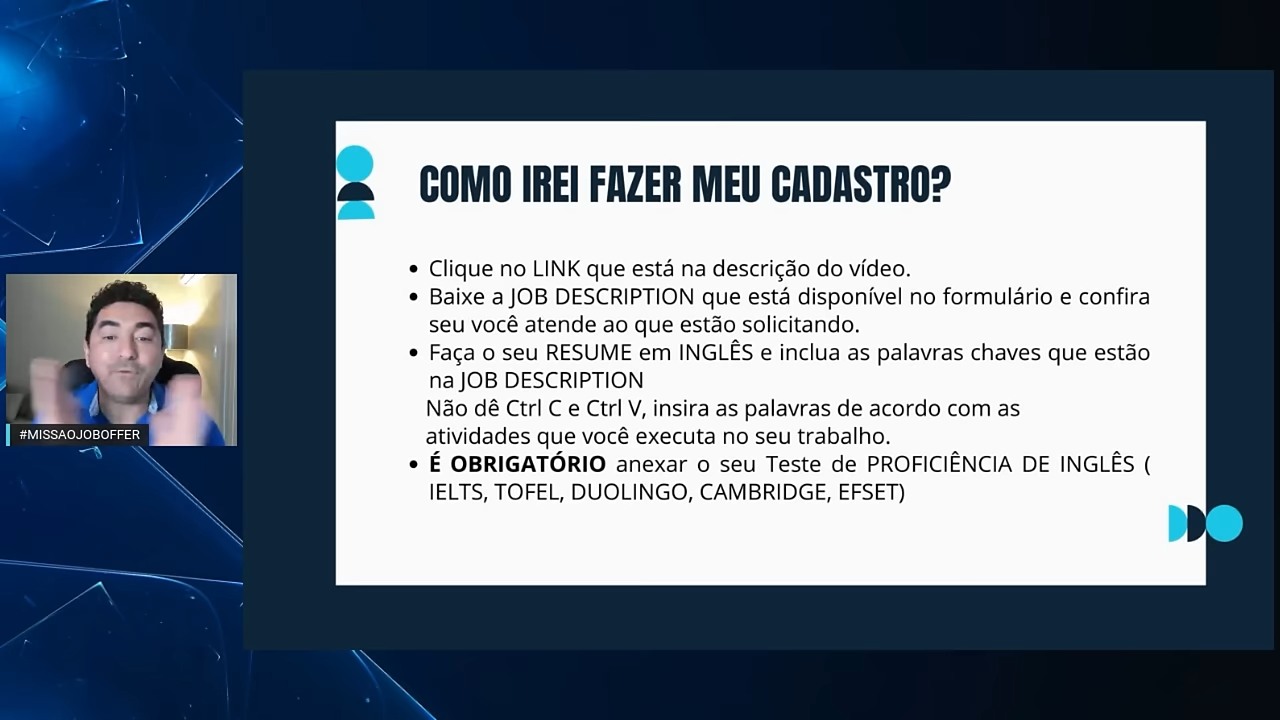 COMO IREI FAZER MEU CADASTRO?
• Clique no LINK que está na descrição do vídeo.
• Baixe a JOB DESCRIPTION que está disponível no formulário e confira
seu você atende ao que estão solicitando.
• Faça o seu RESUME em INGLÊS e inclua as palavras chaves que estão
na JOB DESCRIPTION
Não dê Ctrl C e Ctrl V, insira as palavras de acordo com as
atividades que você executa no seu trabalho.
• É OBRIGATÓRIO anexar o seu Teste de PROFICIÊNCIA DE INGLÊS (
IELTS, TOFEL, DUOLINGO, CAMBRIDGE, EFSET)
#MISSAOJOBOFFER